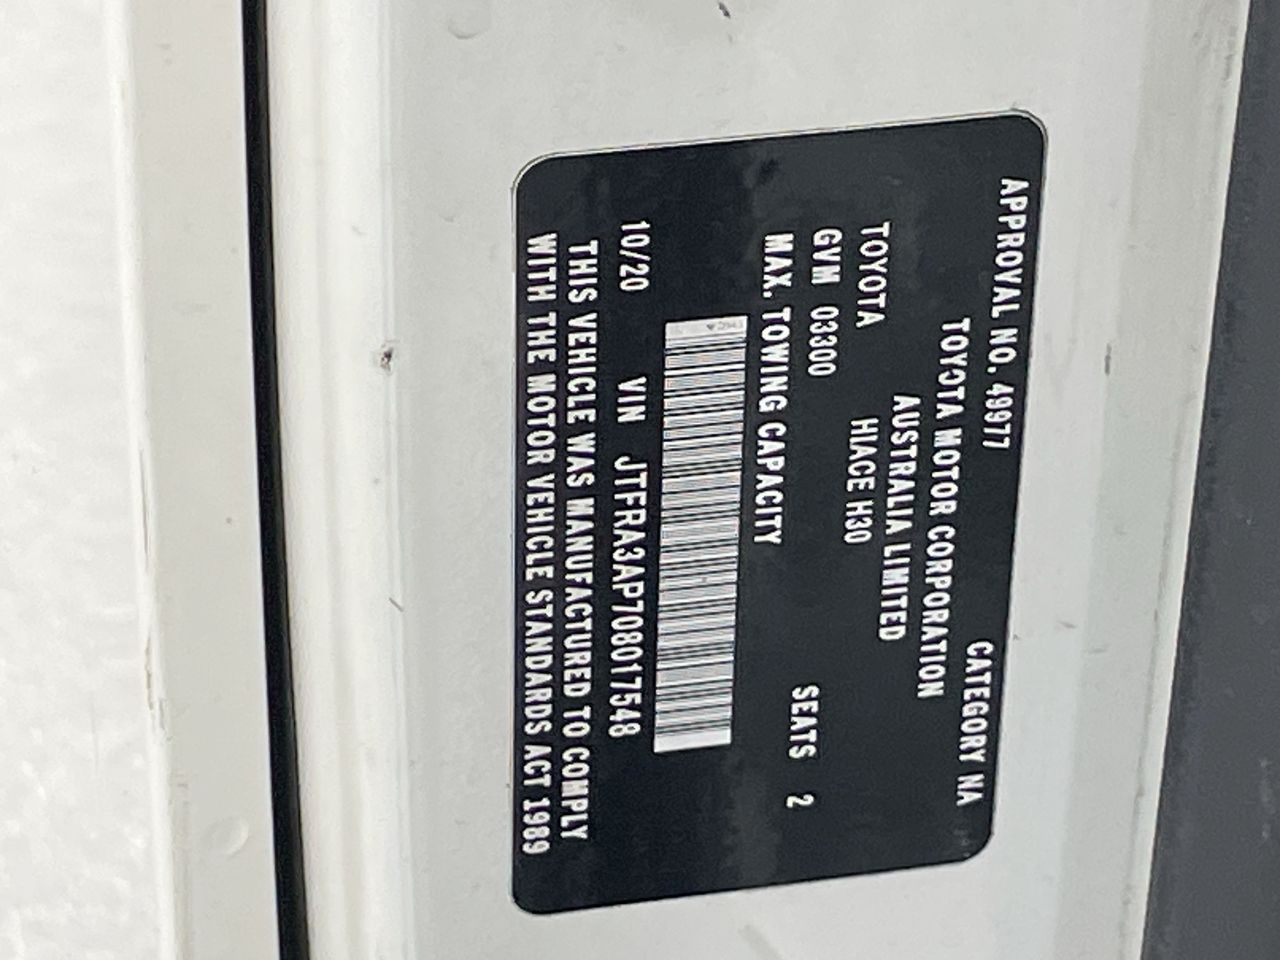 APPROVAL NO. 49977 CATEGORY NA
TOYOTA MOTOR CORPORATION
AUSTRALIA LIMITED
TOYOTA HIACE H30
GVM 03300 SEATS 2
MAX. TOWING CAPACITY
10/20 VIN JTFRA3AP708017548
THIS VEHICLE WAS MANUFACTURED TO COMPLY
WITH THE MOTOR VEHICLE STANDARDS ACT 1989